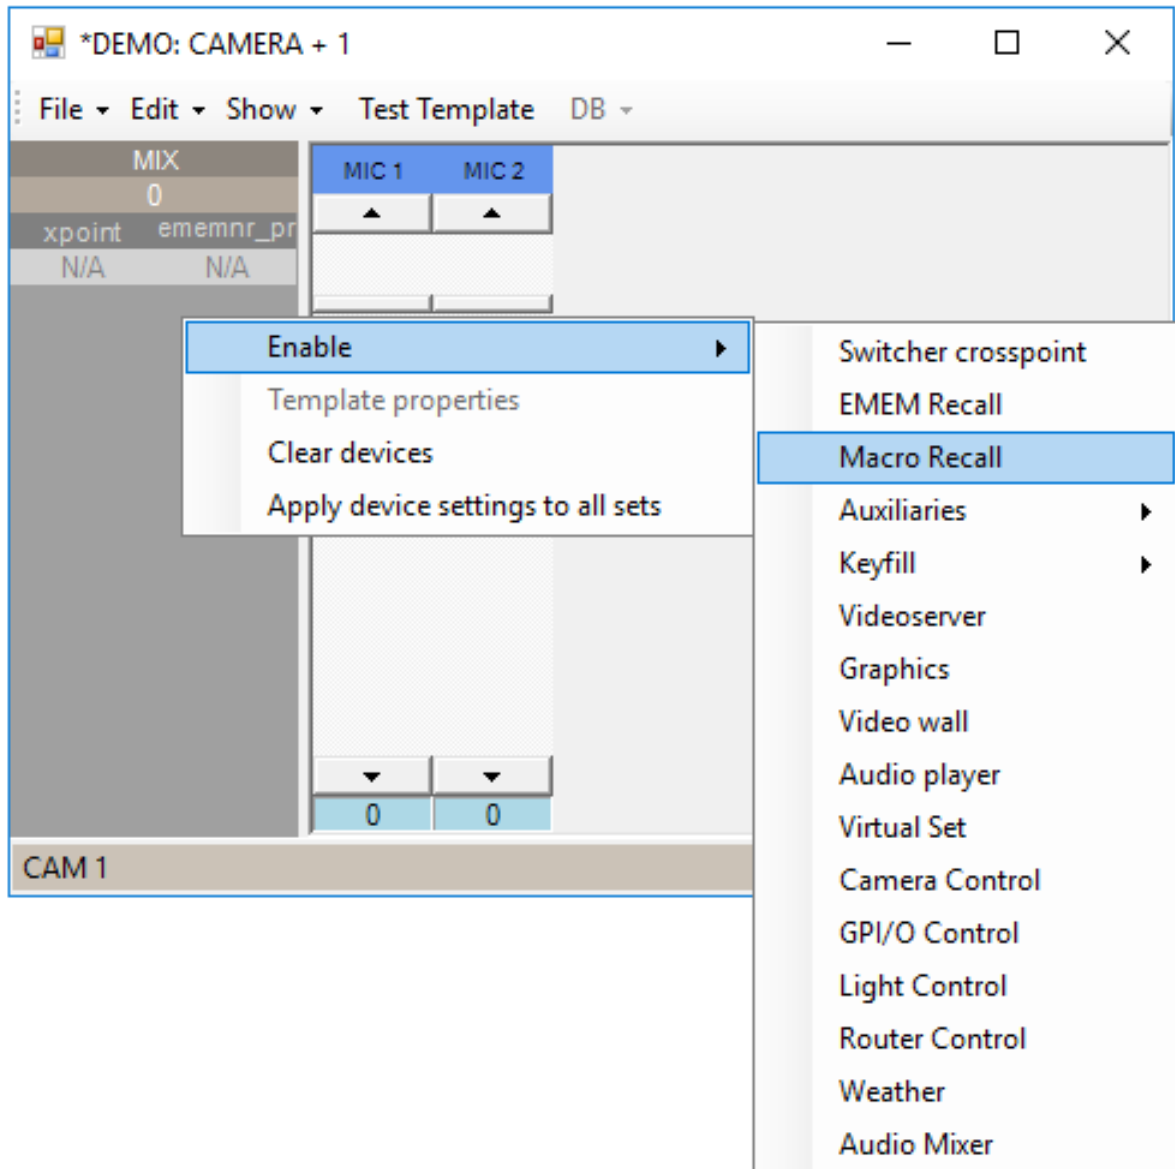 *DEMO: CAMERA + 1
File Edit Show Test Template DB
MIX
0
xpoint ememnr_pr
N/A N/A
MIC 1 MIC 2
Enable
Template properties
Clear devices
Apply device settings to all sets
Switcher crosspoint
EMEM Recall
Macro Recall
Auxiliaries
Keyfill
Videoserver
Graphics
Video wall
Audio player
Virtual Set
Camera Control
GPI/O Control
Light Control
Router Control
Weather
Audio Mixer
0 0
CAM 1